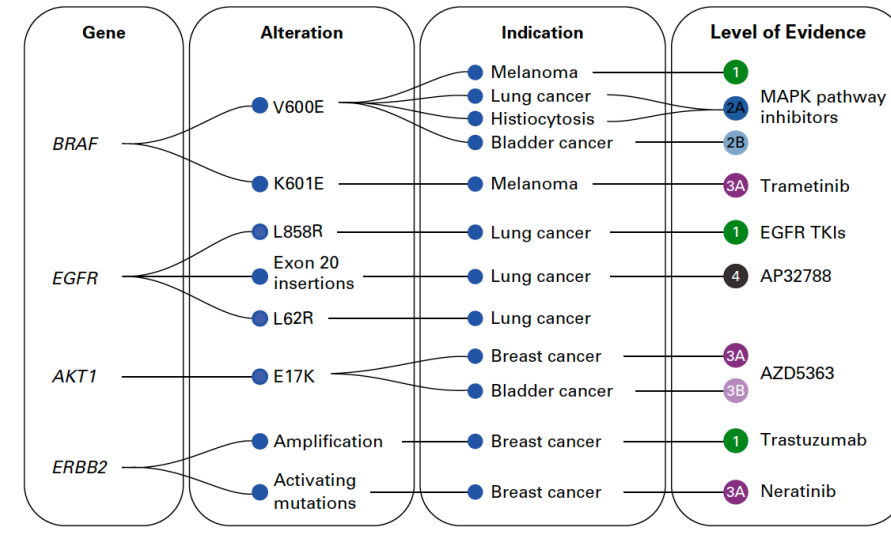 Gene
Alteration
Indication
Level of Evidence
BRAF
V600E
Melanoma
1
Lung cancer
Histiocytosis
2A
MAPK pathway
inhibitors
Bladder cancer
2B
K601E
Melanoma
3A
Trametinib
EGFR
L858R
Lung cancer
1
EGFR TKIs
Exon 20
insertions
Lung cancer
4
AP32788
L62R
Lung cancer
AKT1
E17K
Breast cancer
3A
AZD5363
Bladder cancer
3B
ERBB2
Amplification
Breast cancer
1
Trastuzumab
Activating
mutations
Breast cancer
3A
Neratinib